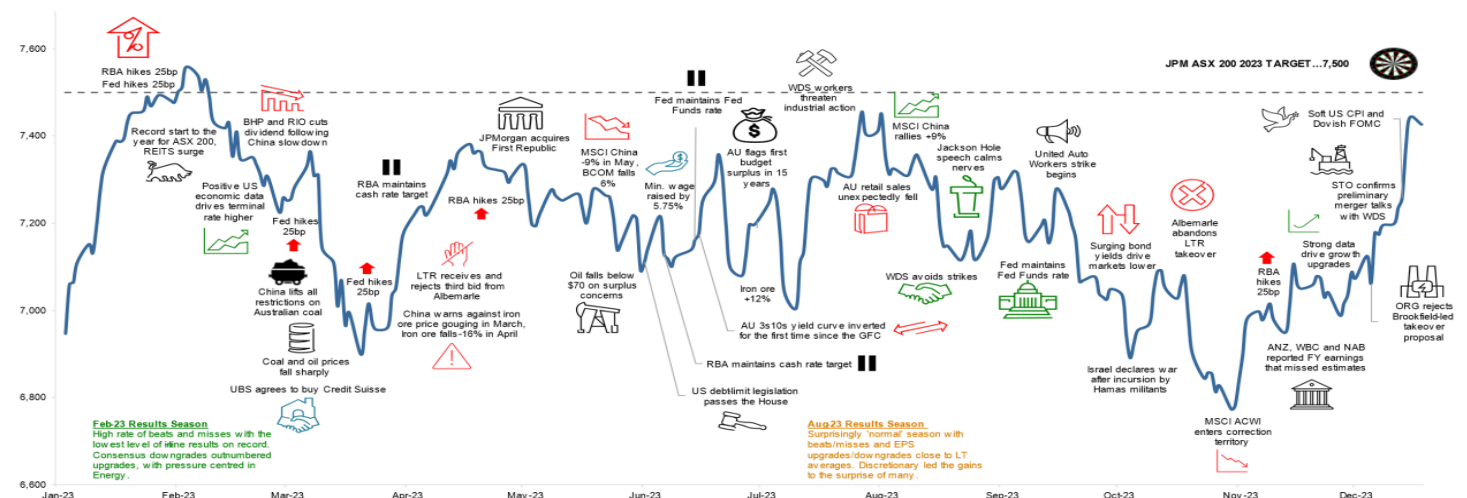 7,600
7,400
7,200
7,000
6,800
6,600
Jan-23
Feb-23
Mar-23
Apr-23
May-23
Jun-23
Jul-23
Aug-23
Sep-23
Oct-23
Nov-23
Dec-23
JPM ASX 200 2023 TARGET...7,500
%
RBA hikes 25bp
Fed hikes 25bp
Record start to the
year for ASX 200,
REITS surge
Positive US
economic data
drives terminal
rate higher
BHP and RIO cuts
dividend following
China slowdown
Fed hikes
25bp
China lifts all
restrictions on
Australian coal
Coal and oil prices
fall sharply
UBS agrees to buy Credit Suisse
Fed hikes
25bp
RBA maintains
cash rate target
LTR receives and
rejects third bid from
Albemarle
China warns against iron
ore price gouging in March,
Iron ore falls-16% in April
RBA hikes 25bp
JPMorgan acquires
First Republic
MSCI China
-9% in May,
BCOM falls
6%
Oil falls below
$70 on surplus
concerns
Min. wage
raised by
5.75%
$
Fed maintains Fed
Funds rate
$
AU flags first
budget
surplus in 15
years
Iron ore
+12%
AU 3s10s yield curve inverted
for the first time since the GFC
RBA maintains cash rate target
US debtlimit legislation
passes the House
WDS workers
threaten
industrial action
AU retail sales
unexpectedly fell
MSCI China
rallies +9%
Jackson Hole
speech calms
nerves
WDS avoids strikes
Fed maintains
Fed Funds rate
United Auto
Workers strike
begins
Surging bond
yields drive
markets lower
Israel declares war
after incursion by
Hamas militants
Albemarle
abandons
LTR
takeover
MSCI ACWI
enters correction
territory
RBA
hikes
25bp
ANZ, WBC and NAB
reported FY earnings
that missed estimates
Strong data
drive growth
upgrades
Soft US CPI and
Dovish FOMC
STO confirms
preliminary
merger talks
with WDS
ORG rejects
Brookfield-led
takeover
proposal
Feb-23 Results Season
High rate of beats and misses with the
lowest level of inline results on record.
Consensus downgrades outnumbered
upgrades, with pressure centred in
Energy.
Aug-23 Results Season
Surprisingly 'normal' season with
beats/misses and EPS
upgrades/downgrades close to LT
averages. Discretionary led the gains
to the surprise of many.